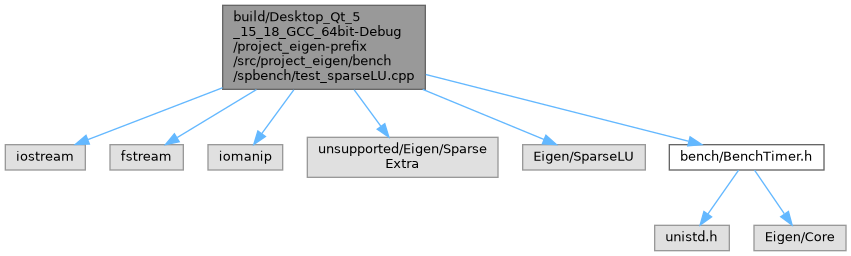 build/Desktop_Qt_5
_15_18_GCC_64bit-Debug
/project_eigen-prefix
/src/project_eigen/bench
/spbench/test_sparseLU.cpp
iostream
fstream
iomanip
unsupported/Eigen/Sparse
Extra
Eigen/SparseLU
bench/BenchTimer.h
unistd.h
Eigen/Core